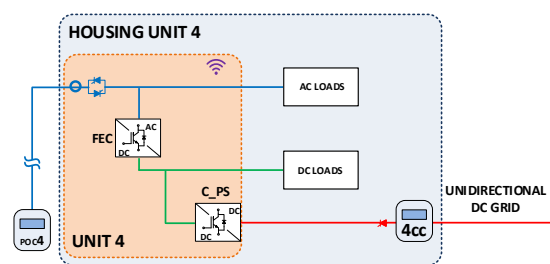 HOUSING UNIT 4
AC LOADS
FEC
AC
DC
DC LOADS
C_PS
DC
DC
UNIDIRECTIONAL
DC GRID
POC4
UNIT 4
4cc